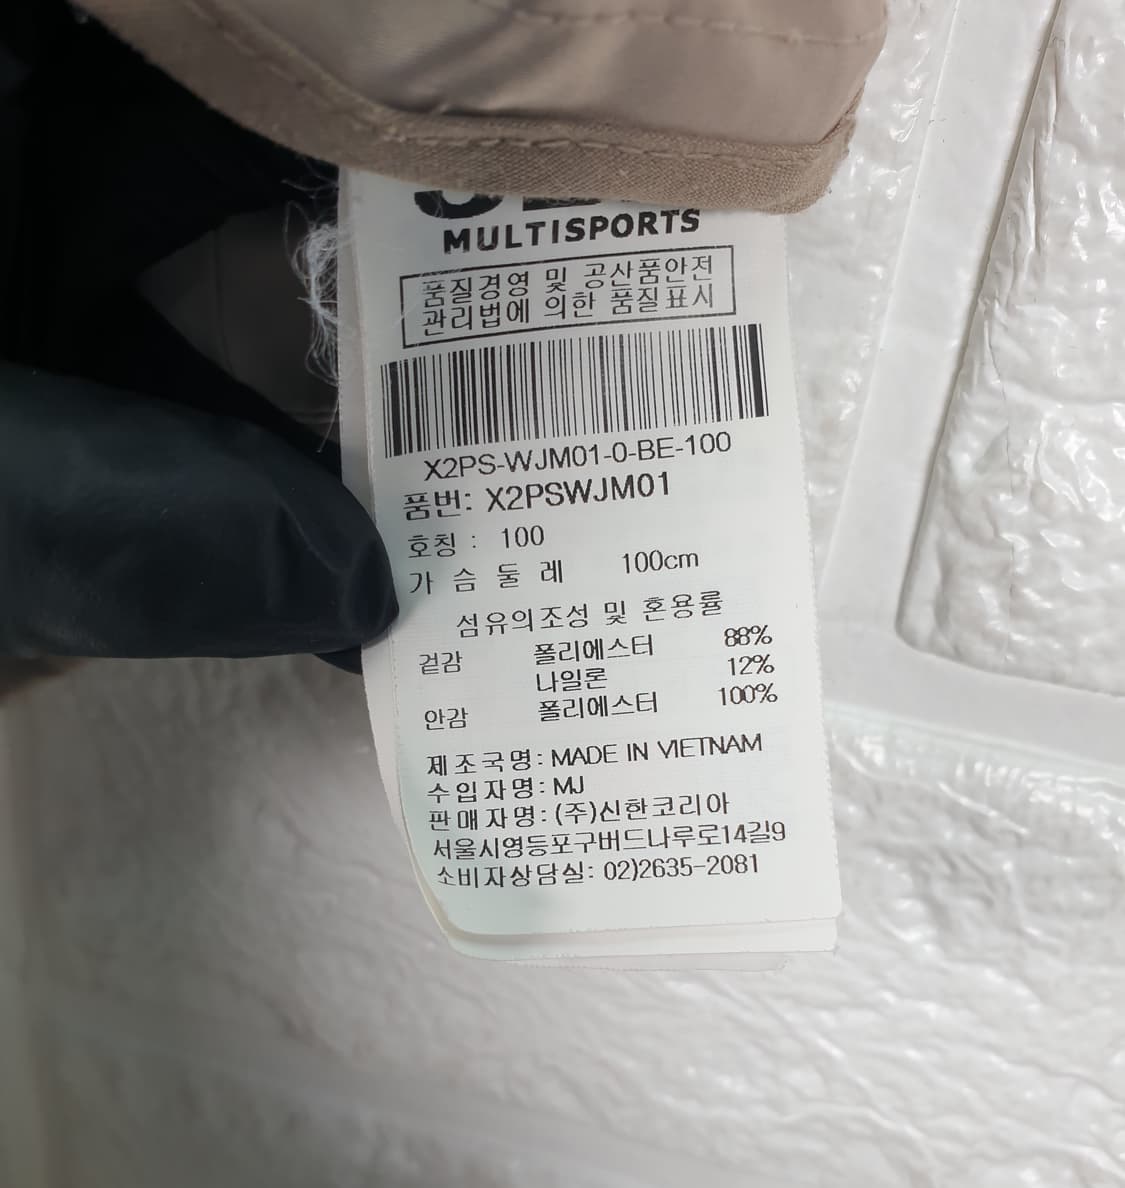 MULTISPORTS
품질경영 및 공산품안전
관리법에 의한 품질표시
X2PS-WJM01-0-BE-100
품번: X2PSWJM01
호칭 : 100
가 슴 둘 레 100cm
섬유의조성 및 혼용률
겉감 폴리에스터 88%
나일론 12%
안감 폴리에스터 100%
제조국명: MADE IN VIETNAM
수입자명: MJ
판매자명: (주)신한코리아
서울시영등포구버드나루로14길9
소비자상담실: 02)2635-2081